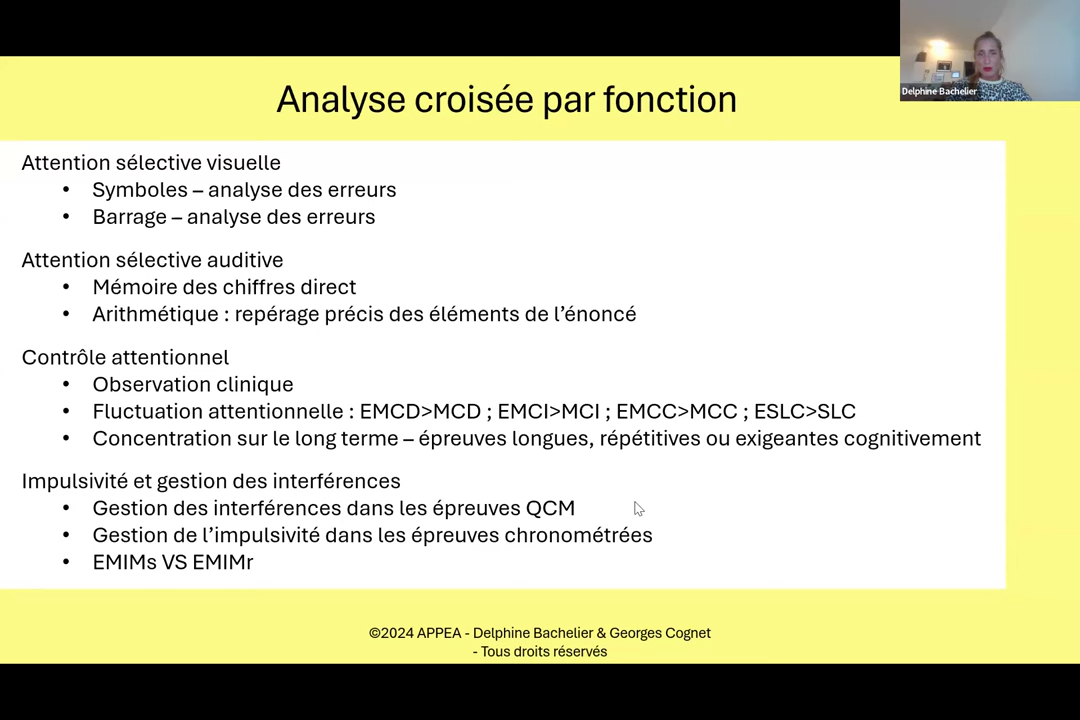 Analyse croisée par fonction
Delphine Bachelier
Attention sélective visuelle
• Symboles – analyse des erreurs
• Barrage – analyse des erreurs
Attention sélective auditive
• Mémoire des chiffres direct
• Arithmétique : repérage précis des éléments de l’énoncé
Contrôle attentionnel
• Observation clinique
• Fluctuation attentionnelle : EMCD>MCD ; EMCI>MCI ; EMCC>MCC ; ESLC>SLC
• Concentration sur le long terme – épreuves longues, répétitives ou exigeantes cognitivement
Impulsivité et gestion des interférences
• Gestion des interférences dans les épreuves QCM
• Gestion de l’impulsivité dans les épreuves chronométrées
• EMIMs VS EMIMr
©2024 APPEA - Delphine Bachelier & Georges Cognet
- Tous droits réservés